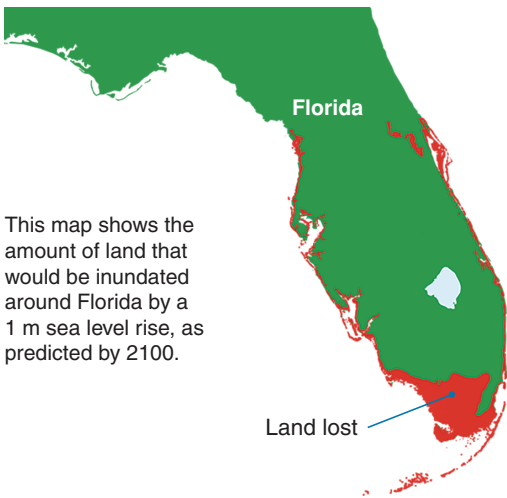 Florida
This map shows the
amount of land that
would be inundated
around Florida by a
1 m sea level rise, as
predicted by 2100.
Land lost